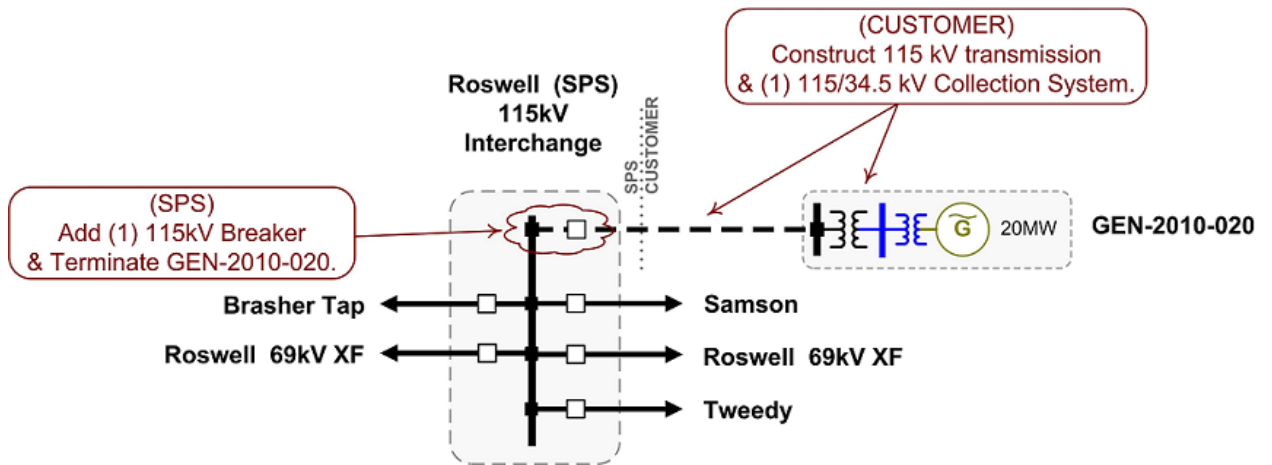 (CUSTOMER)
Construct 115 kV transmission
& (1) 115/34.5 kV Collection System.
Roswell (SPS)
115kV
Interchange
SPS
CUSTOMER
(SPS)
Add (1) 115kV Breaker
& Terminate GEN-2010-020.
G
20MW
GEN-2010-020
Brasher Tap
Samson
Roswell 69kV XF
Roswell 69kV XF
Tweedy